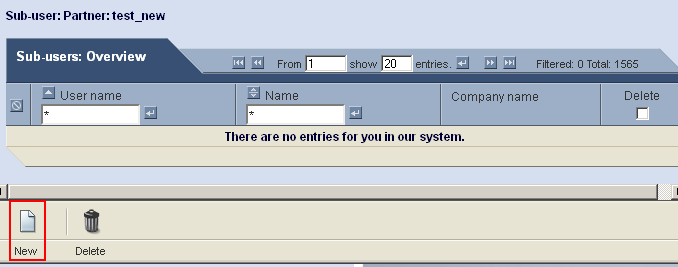 Sub-user: Partner: test_new
Sub-users: Overview
From 1 show 20 entries. Filtered: 0 Total: 1565
User name Name Company name Delete
* *
There are no entries for you in our system.
New Delete